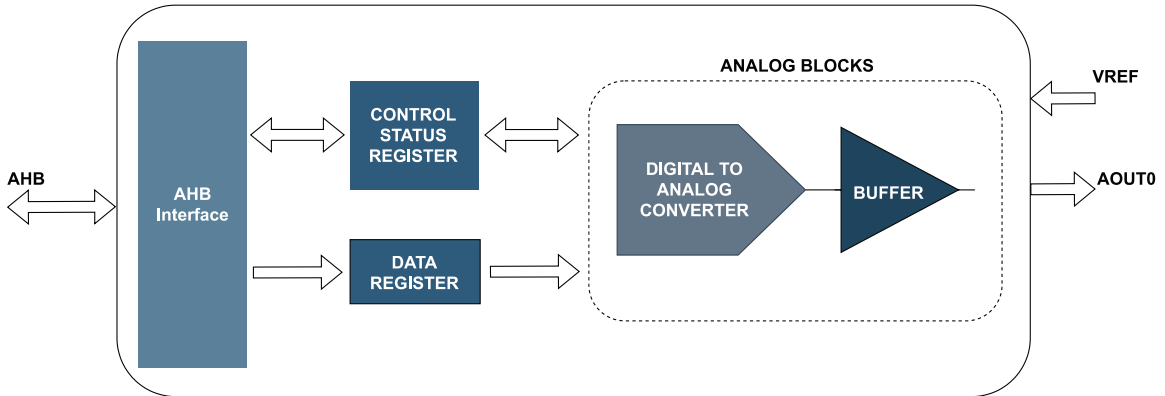 AHB
AHB
Interface
CONTROL
STATUS
REGISTER
DATA
REGISTER
ANALOG BLOCKS
DIGITAL TO
ANALOG
CONVERTER
BUFFER
VREF
AOUT0